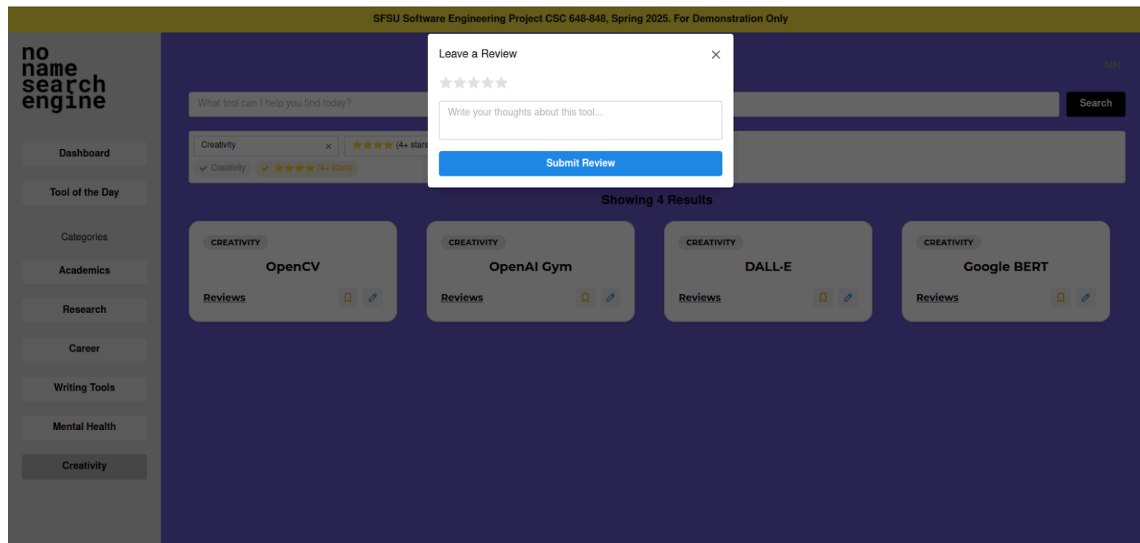 SFSU Software Engineering Project CSC 648-848, Spring 2025. For Demonstration Only
no
name
search
engine
MH
Leave a Review
Write your thoughts about this tool...
Submit Review
What tool can I help you find today?
Search
Creativity
(4+ stars
Creativity
(4+ stars)
Showing 4 Results
Dashboard
Tool of the Day
Categories
Academics
Research
Career
Writing Tools
Mental Health
Creativity
CREATIVITY
OpenCV
Reviews
CREATIVITY
OpenAI Gym
Reviews
CREATIVITY
DALL·E
Reviews
CREATIVITY
Google BERT
Reviews